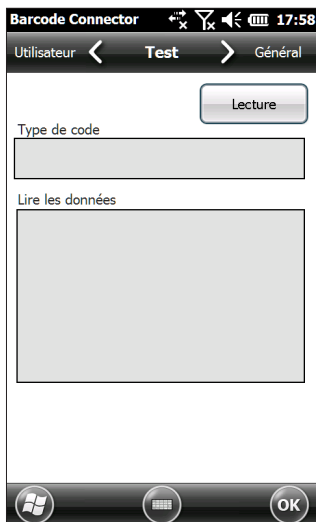 Barcode Connector 17:58
Utilisateur Test Général
Lecture
Type de code
Lire les données
OK